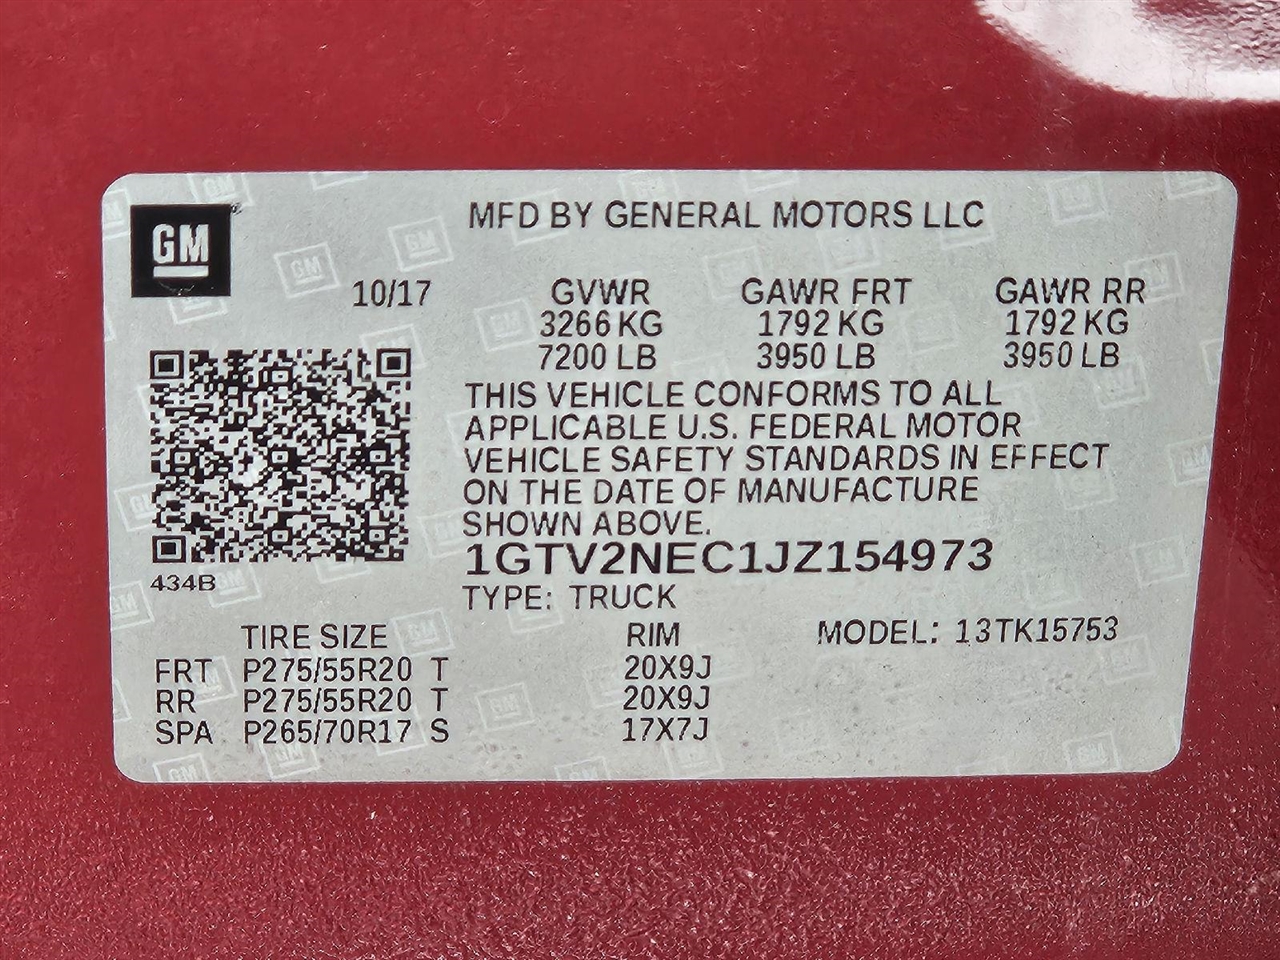 GM
MFD BY GENERAL MOTORS LLC
10/17 GVWR GAWR FRT GAWR RR
3266 KG 1792 KG 1792 KG
7200 LB 3950 LB 3950 LB
THIS VEHICLE CONFORMS TO ALL
APPLICABLE U.S. FEDERAL MOTOR
VEHICLE SAFETY STANDARDS IN EFFECT
ON THE DATE OF MANUFACTURE
SHOWN ABOVE.
1GTV2NEC1JZ154973
434B
TYPE: TRUCK
TIRE SIZE RIM MODEL: 13TK15753
FRT P275/55R20 T 20X9J
RR P275/55R20 T 20X9J
SPA P265/70R17 S 17X7J